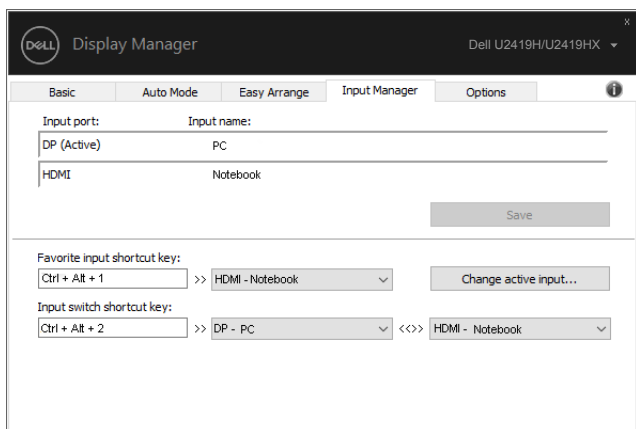 x
DELL Display Manager Dell U2419H/U2419HX
Basic Auto Mode Easy Arrange Input Manager Options i
Input port: Input name:
DP (Active) PC
HDMI Notebook
Save
Favorite input shortcut key:
Ctrl + Alt + 1 >> HDMI - Notebook Change active input...
Input switch shortcut key:
Ctrl + Alt + 2 >> DP - PC <<>> HDMI - Notebook